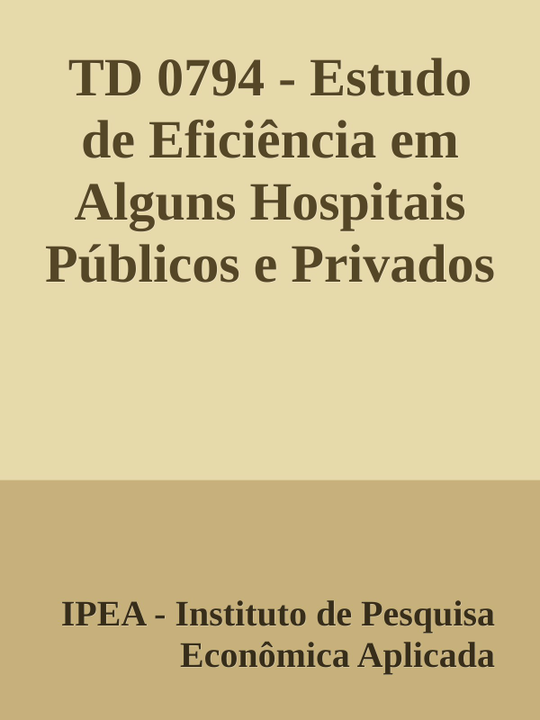 TD 0794 - Estudo
de Eficiência em
Alguns Hospitais
Públicos e Privados
IPEA - Instituto de Pesquisa
Econômica Aplicada